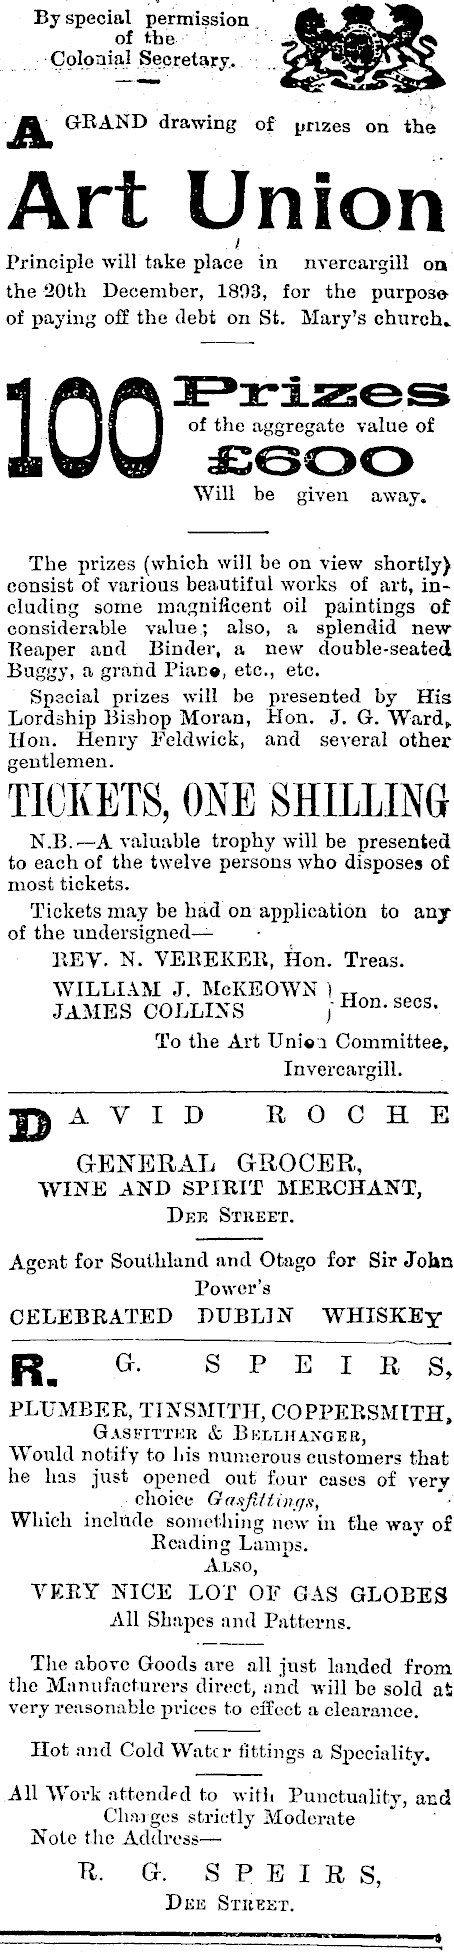 By special permission
of the
Colonial Secretary.
A GRAND drawing of prizes on the
Art Union
Principle will take place in nvercargill on
the 20th December, 1893, for the purpose
of paying off the debt on St. Mary's church.
100 Prizes
of the aggregate value of
£600
Will be given away.
The prizes (which will be on view shortly)
consist of various beautiful works of art, in-
cluding some magnificent oil paintings of
considerable value; also, a splendid new
Reaper and Binder, a new double-seated
Buggy, a grand Piano, etc., etc.
Special prizes will be presented by His
Lordship Bishop Moran, Hon. J. G. Ward,
Hon. Henry Feldwick, and several other
gentlemen.
TICKETS, ONE SHILLING
N.B.—A valuable trophy will be presented
to each of the twelve persons who disposes of
most tickets.
Tickets may be had on application to any
of the undersigned—
REV. N. VEREKER, Hon. Treas.
WILLIAM J. McKEOWN } Hon. secs.
JAMES COLLINS
To the Art Union Committee,
Invercargill.
DAVID ROCHE
GENERAL GROCER,
WINE AND SPIRIT MERCHANT,
DEE STREET.
Agent for Southland and Otago for Sir John
Power's
CELEBRATED DUBLIN WHISKEY
R. G. SPEIRS,
PLUMBER, TINSMITH, COPPERSMITH,
GASFITTER & BELLHANGER,
Would notify to his numerous customers that
he has just opened out four cases of very
choice Gasfittings,
Which include something new in the way of
Reading Lamps.
ALSO,
VERY NICE LOT OF GAS GLOBES
All Shapes and Patterns.
The above Goods are all just landed from
the Manufacturers direct, and will be sold at
very reasonable prices to effect a clearance.
Hot and Cold Water fittings a Speciality.
All Work attended to with Punctuality, and
Charges strictly Moderate
Note the Address—
R. G. SPEIRS,
DEE STREET.